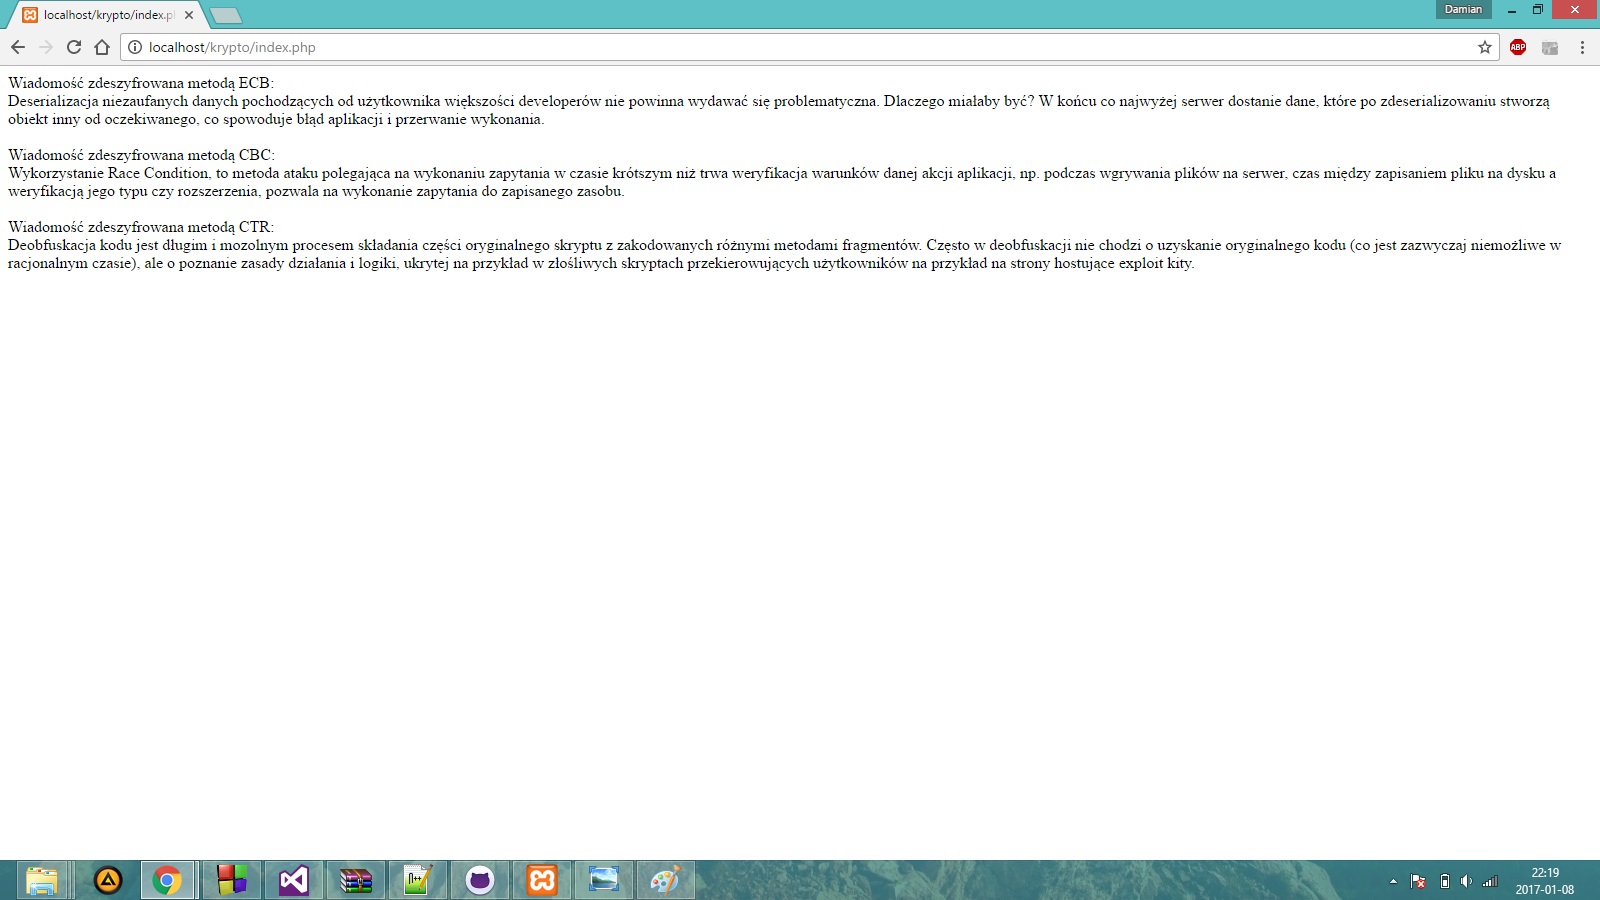 localhost/krypto/index.p
Damian
localhost/krypto/index.php
ABP
Wiadomość zdeszyfrowana metodą ECB:
Deserializacja niezaufanych danych pochodzących od użytkownika większości developerów nie powinna wydawać się problematyczna. Dlaczego miałaby być? W końcu co najwyżej serwer dostanie dane, które po zdeserializowaniu stworzą
obiekt inny od oczekiwanego, co spowoduje błąd aplikacji i przerwanie wykonania.
Wiadomość zdeszyfrowana metodą CBC:
Wykorzystanie Race Condition, to metoda ataku polegająca na wykonaniu zapytania w czasie krótszym niż trwa weryfikacja warunków danej akcji aplikacji, np. podczas wgrywania plików na serwer, czas między zapisaniem pliku na dysku a
weryfikacją jego typu czy rozszerzenia, pozwala na wykonanie zapytania do zapisanego zasobu.
Wiadomość zdeszyfrowana metodą CTR:
Deobfuskacja kodu jest długim i mozolnym procesem składania części oryginalnego skryptu z zakodowanych różnymi metodami fragmentów. Często w deobfuskacji nie chodzi o uzyskanie oryginalnego kodu (co jest zazwyczaj niemożliwe w
racjonalnym czasie), ale o poznanie zasady działania i logiki, ukrytej na przykład w złośliwych skryptach przekierowujących użytkowników na przykład na strony hostujące exploit kity.
22:19
2017-01-08